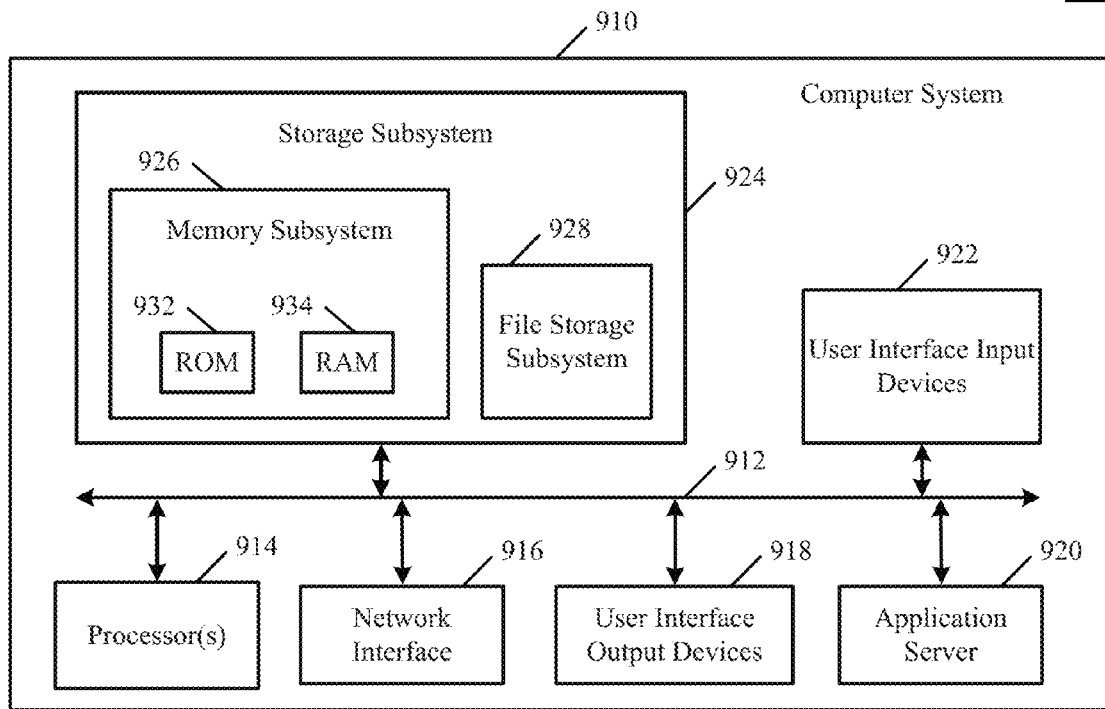 910
Computer System
Storage Subsystem
926
924
Memory Subsystem
928
922
932
934
File Storage
Subsystem
User Interface Input
Devices
ROM
RAM
912
914
916
918
920
Processor(s)
Network
Interface
User Interface
Output Devices
Application
Server